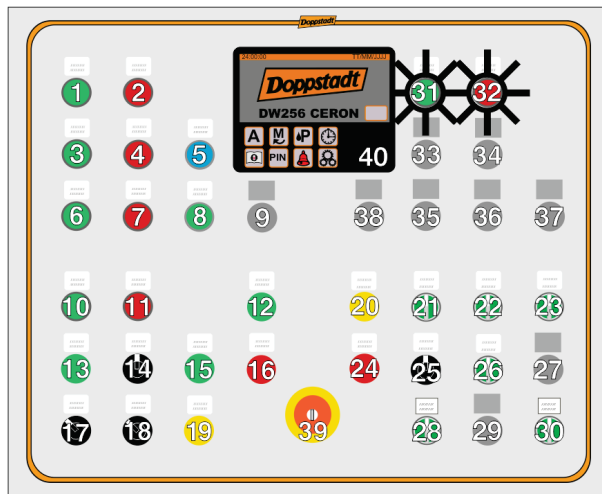 Doppstadt
24:00:00 TT/MM/JJJJ
Doppstadt
DW256 CERON
A M P
PIN
40
1 2 31 32
3 4 5 33 34
6 7 8 9 38 35 36 37
10 11 12 20 21 22 23
13 14 15 16 24 25 26 27
17 18 19 39 28 29 30